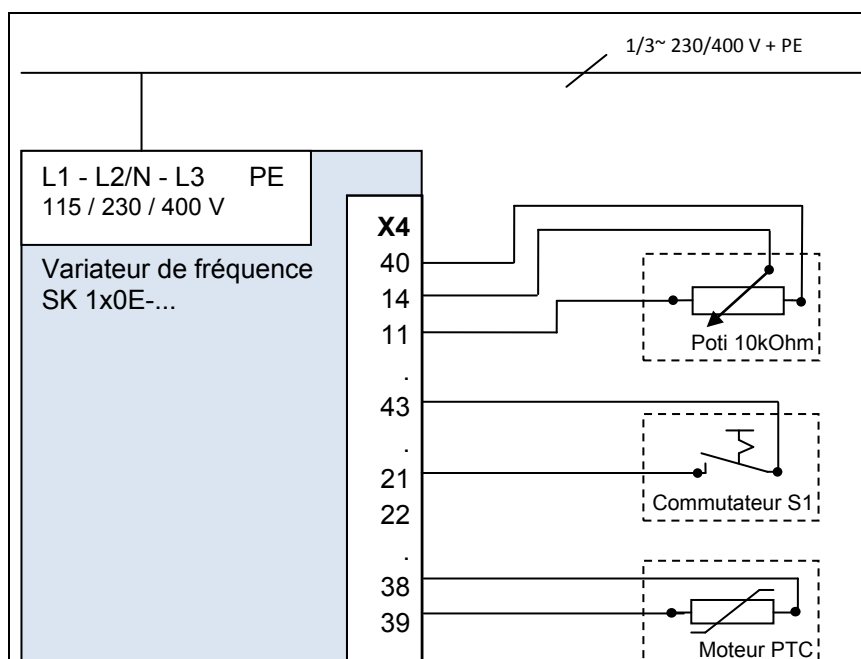 1/3~ 230/400 V + PE
L1 - L2/N - L3 PE
115 / 230 / 400 V
Variateur de fréquence
SK 1x0E-...
X4
40
14
11
.
43
.
21
22
.
38
39
Poti 10kOhm
Commutateur S1
Moteur PTC